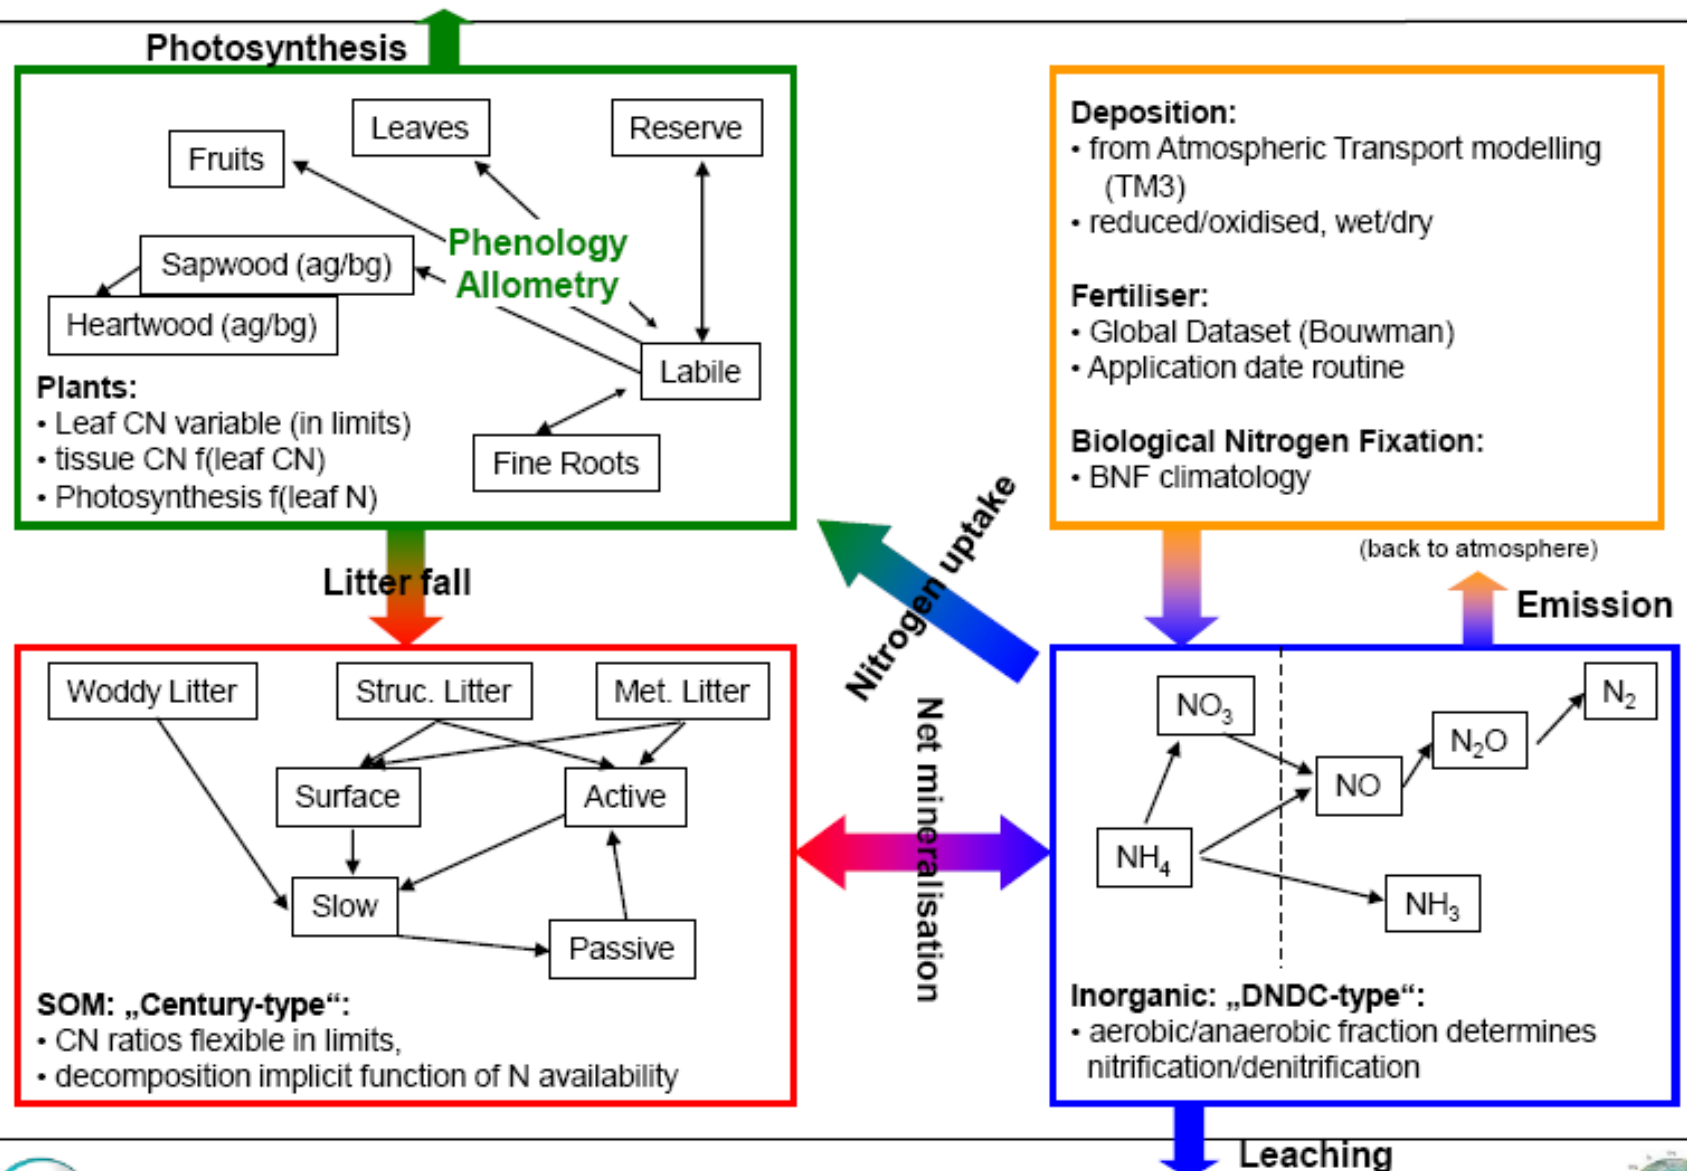 Photosynthesis
Leaves
Reserve
Fruits
Phenology
Allometry
Sapwood (ag/bg)
Heartwood (ag/bg)
Labile
Fine Roots
Plants:
• Leaf CN variable (in limits)
• tissue CN f(leaf CN)
• Photosynthesis f(leaf N)
Deposition:
• from Atmospheric Transport modelling
(TM3)
• reduced/oxidised, wet/dry
Fertiliser:
• Global Dataset (Bouwman)
• Application date routine
Biological Nitrogen Fixation:
• BNF climatology
Litter fall
Nitrogen uptake
(back to atmosphere)
Emission
Woddy Litter
Struc. Litter
Met. Litter
Surface
Active
Slow
Passive
SOM: „Century-type“:
• CN ratios flexible in limits,
• decomposition implicit function of N availability
Net mineralisation
NO3
N2
N2O
NO
NH4
NH3
Inorganic: „DNDC-type“:
• aerobic/anaerobic fraction determines
nitrification/denitrification
Leaching